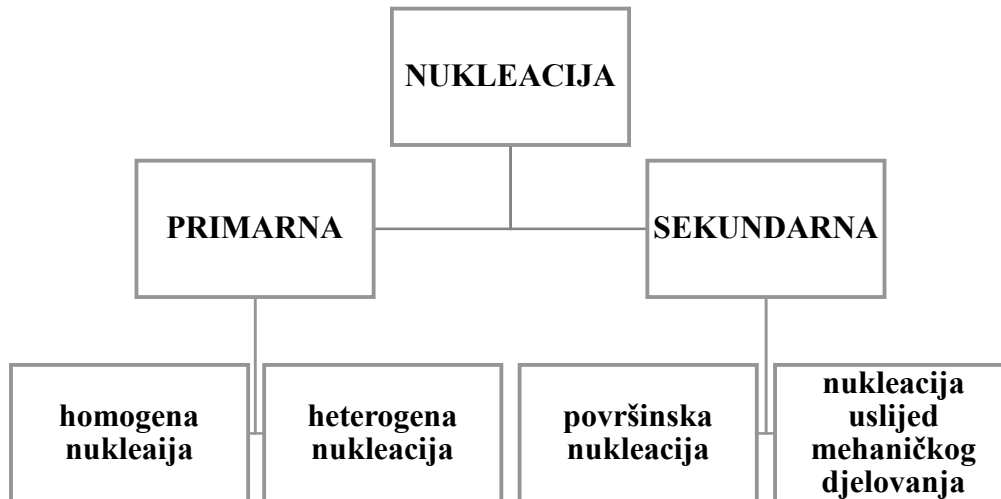 NUKLEACIJA
PRIMARNA
SEKUNDARNA
homogena
nukleaija
heterogena
nukleacija
površinska
nukleacija
nukleacija
uslijed
mehaničkog
djelovanja